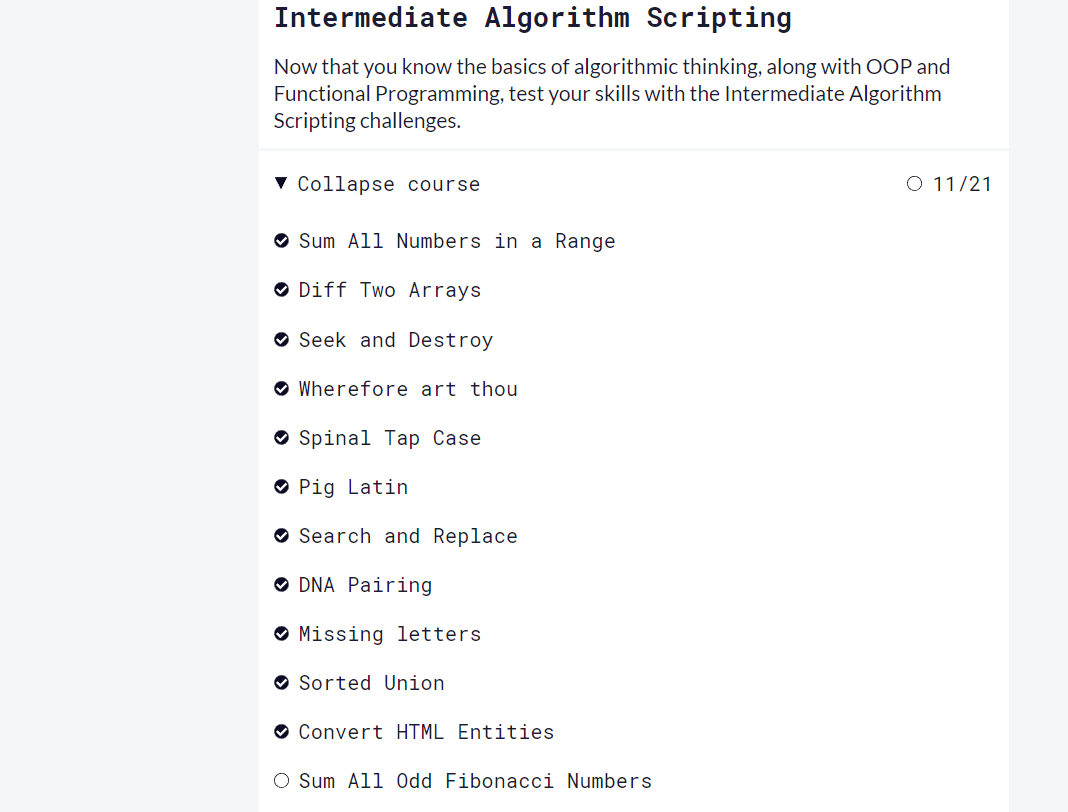 Intermediate Algorithm Scripting
Now that you know the basics of algorithmic thinking, along with OOP and
Functional Programming, test your skills with the Intermediate Algorithm
Scripting challenges.
Collapse course 11/21
Sum All Numbers in a Range
Diff Two Arrays
Seek and Destroy
Wherefore art thou
Spinal Tap Case
Pig Latin
Search and Replace
DNA Pairing
Missing letters
Sorted Union
Convert HTML Entities
Sum All Odd Fibonacci Numbers